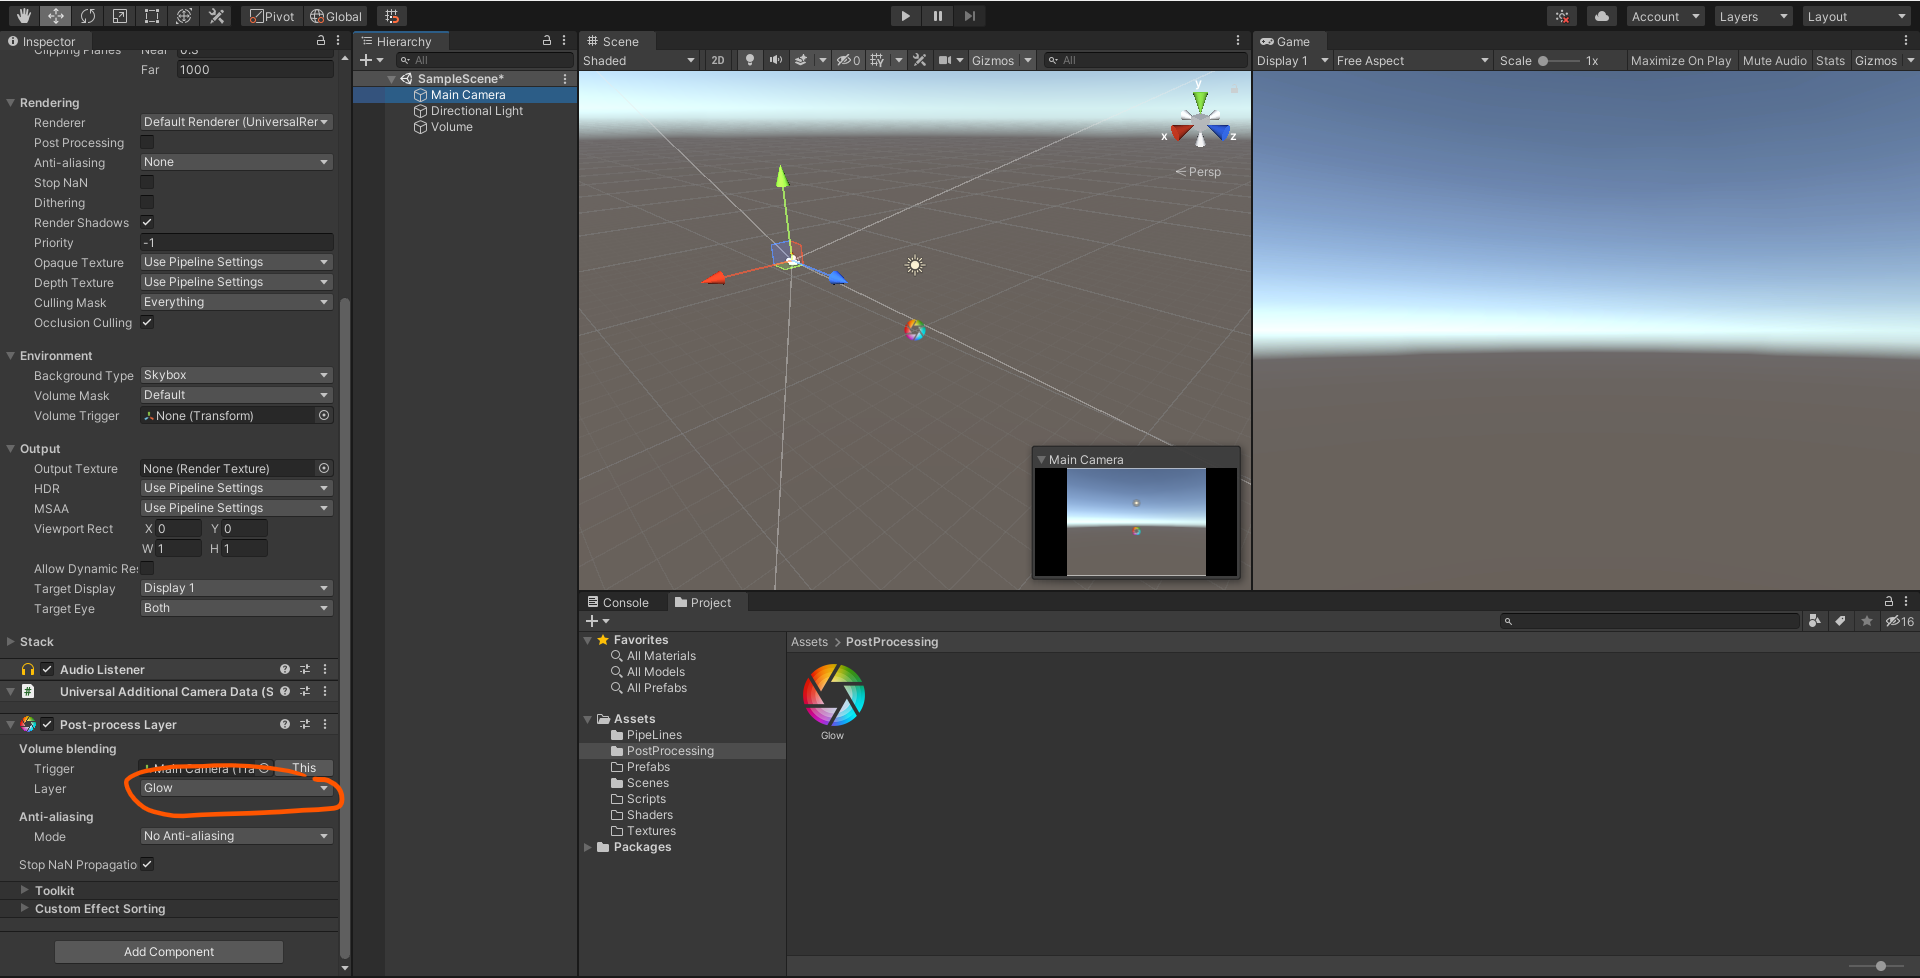 Pivot Global
Account Layers Layout
Inspector
Clipping Planes Near 0.3
Far 1000
Rendering
Renderer Default Renderer (UniversalRer
Post Processing
Anti-aliasing None
Stop NaN
Dithering
Render Shadows
Priority -1
Opaque Texture Use Pipeline Settings
Depth Texture Use Pipeline Settings
Culling Mask Everything
Occlusion Culling
Environment
Background Type Skybox
Volume Mask Default
Volume Trigger None (Transform)
Output
Output Texture None (Render Texture)
HDR Use Pipeline Settings
MSAA Use Pipeline Settings
Viewport Rect X 0 Y 0
W 1 H 1
Allow Dynamic Res
Target Display Display 1
Target Eye Both
Stack
Audio Listener
# Universal Additional Camera Data (S
Post-process Layer
Volume blending
Trigger Main Camera (Tra This
Layer Glow
Anti-aliasing
Mode No Anti-aliasing
Stop NaN Propagatio
Toolkit
Custom Effect Sorting
Add Component
Hierarchy
All
SampleScene*
Main Camera
Directional Light
Volume
Scene
Shaded 2D 0 Gizmos All
y
x z
Persp
Main Camera
Game
Display 1 Free Aspect Scale 1x Maximize On Play Mute Audio Stats Gizmos
Console Project
16
Favorites
All Materials
All Models
All Prefabs
Assets
PipeLines
PostProcessing
Prefabs
Scenes
Scripts
Shaders
Textures
Packages
Assets > PostProcessing
Glow